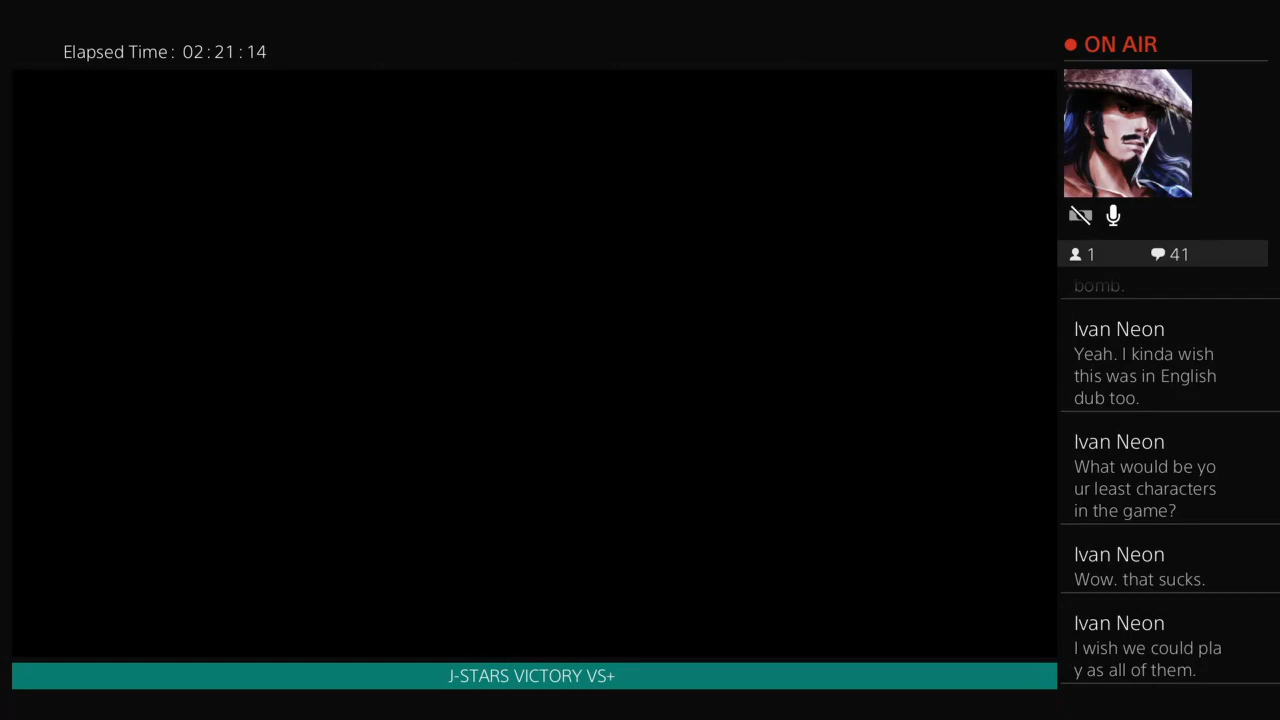 Elapsed Time: 02:21:14
ON AIR
1 41
bomb.
Ivan Neon
Yeah. I kinda wish
this was in English
dub too.
Ivan Neon
What would be yo
ur least characters
in the game?
Ivan Neon
Wow. that sucks.
Ivan Neon
I wish we could pla
y as all of them.
J-STARS VICTORY VS+